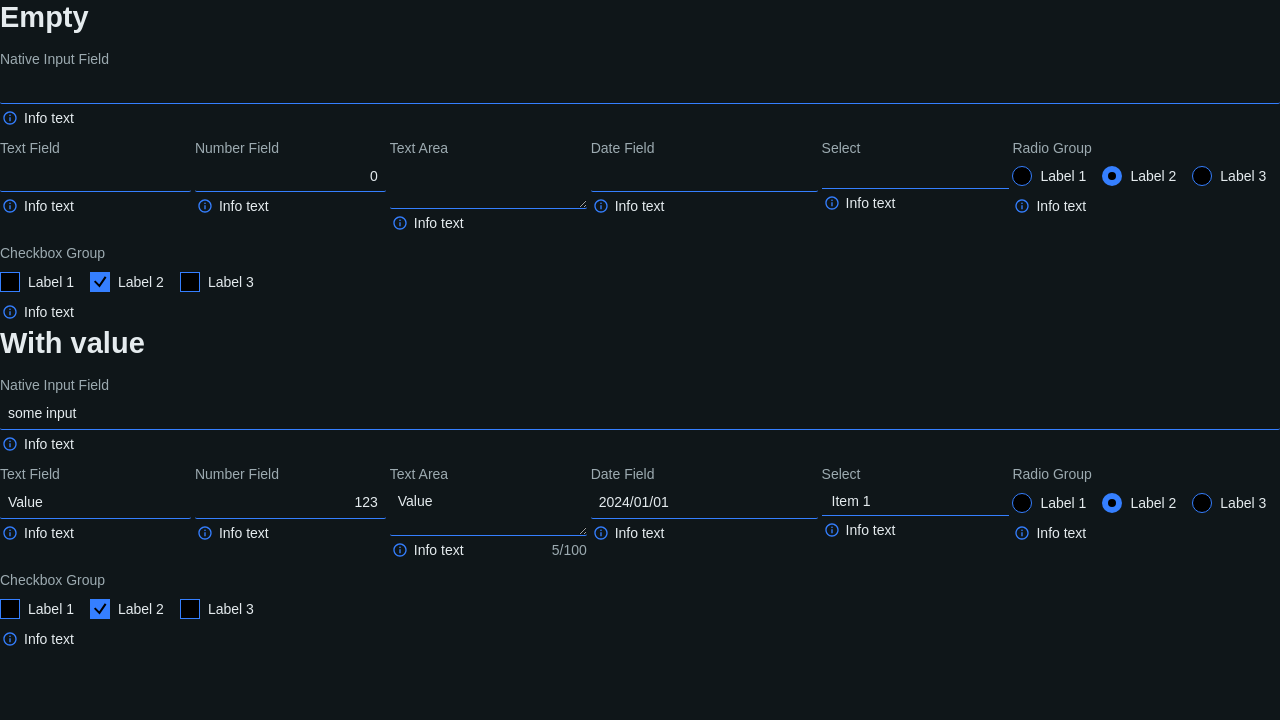 Empty
Native Input Field
Info text
Text Field Number Field Text Area Date Field Select Radio Group
0 Label 1 Label 2 Label 3
Info text Info text Info text Info text Info text Info text
Checkbox Group
Label 1 Label 2 Label 3
Info text
With value
Native Input Field
some input
Info text
Text Field Number Field Text Area Date Field Select Radio Group
Value 123 Value 2024/01/01 Item 1 Label 1 Label 2 Label 3
Info text Info text Info text 5/100 Info text Info text Info text
Checkbox Group
Label 1 Label 2 Label 3
Info text